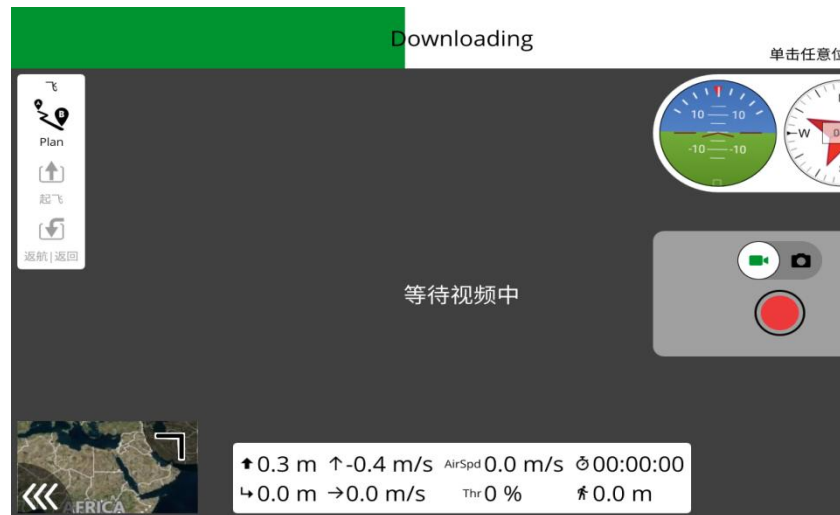 Downloading
单击任意位
飞
Plan
起飞
返航|返回
10 10
-10 -10
W
等待视频中
AFRICA
0.3 m -0.4 m/s AirSpd 0.0 m/s 00:00:00
0.0 m 0.0 m/s Thr 0 % 0.0 m